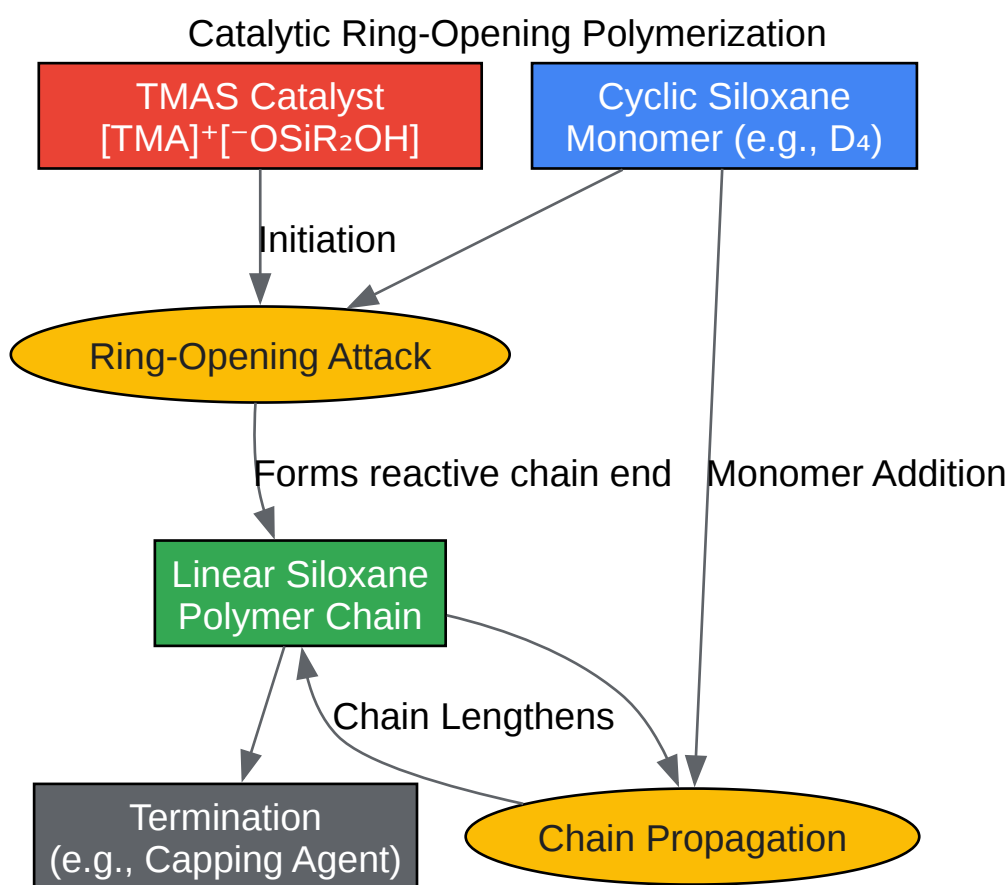 Catalytic Ring-Opening Polymerization
TMAS Catalyst
[TMA]⁺[⁻OSiR₂OH]
Cyclic Siloxane
Monomer (e.g., D₄)
Initiation
Ring-Opening Attack
Forms reactive chain end
Monomer Addition
Linear Siloxane
Polymer Chain
Chain Lengthens
Termination
(e.g., Capping Agent)
Chain Propagation